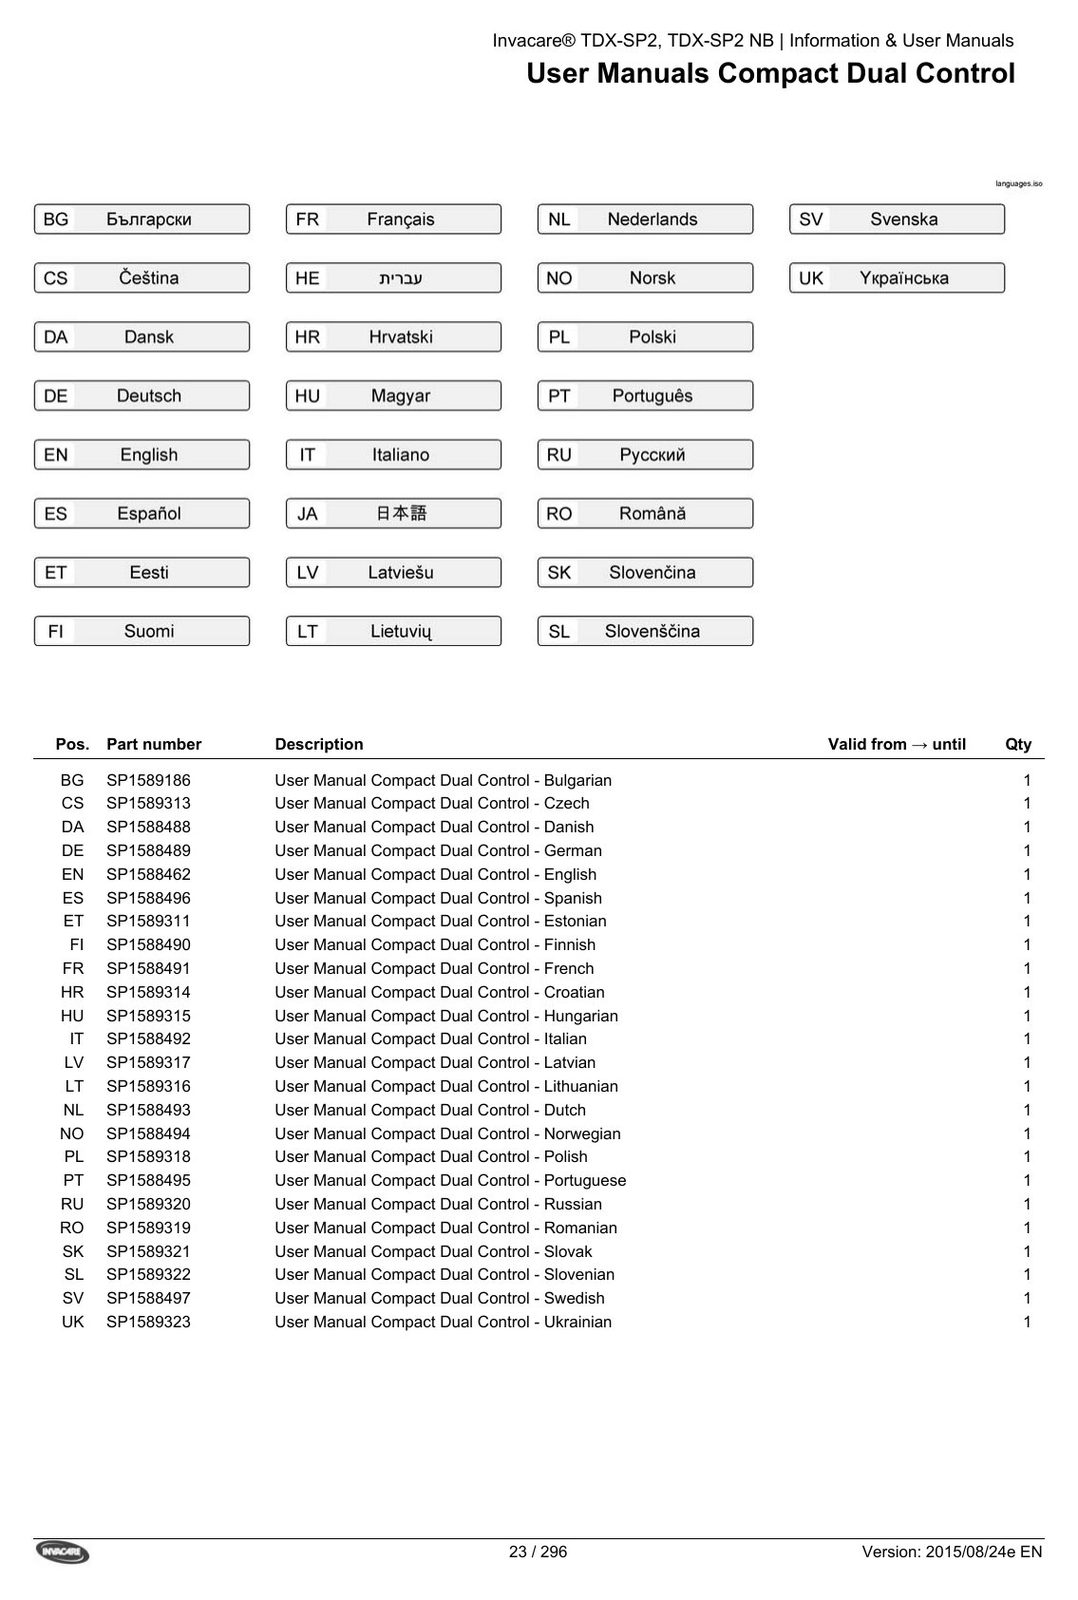 Invacare® TDX-SP2, TDX-SP2 NB | Information & User Manuals
User Manuals Compact Dual Control
languages.iso
BG Български FR Français NL Nederlands SV Svenska
CS Čeština HE עברית NO Norsk UK Yкраїнська
DA Dansk HR Hrvatski PL Polski
DE Deutsch HU Magyar PT Português
EN English IT Italiano RU Русский
ES Español JA 日本語 RO Română
ET Eesti LV Latviešu SK Slovenčina
FI Suomi LT Lietuvių SL Slovenščina
Pos. Part number Description Valid from → until Qty
BG SP1589186 User Manual Compact Dual Control - Bulgarian 1
CS SP1589313 User Manual Compact Dual Control - Czech 1
DA SP1588488 User Manual Compact Dual Control - Danish 1
DE SP1588489 User Manual Compact Dual Control - German 1
EN SP1588462 User Manual Compact Dual Control - English 1
ES SP1588496 User Manual Compact Dual Control - Spanish 1
ET SP1589311 User Manual Compact Dual Control - Estonian 1
FI SP1588490 User Manual Compact Dual Control - Finnish 1
FR SP1588491 User Manual Compact Dual Control - French 1
HR SP1589314 User Manual Compact Dual Control - Croatian 1
HU SP1589315 User Manual Compact Dual Control - Hungarian 1
IT SP1588492 User Manual Compact Dual Control - Italian 1
LV SP1589317 User Manual Compact Dual Control - Latvian 1
LT SP1589316 User Manual Compact Dual Control - Lithuanian 1
NL SP1588493 User Manual Compact Dual Control - Dutch 1
NO SP1588494 User Manual Compact Dual Control - Norwegian 1
PL SP1589318 User Manual Compact Dual Control - Polish 1
PT SP1588495 User Manual Compact Dual Control - Portuguese 1
RU SP1589320 User Manual Compact Dual Control - Russian 1
RO SP1589319 User Manual Compact Dual Control - Romanian 1
SK SP1589321 User Manual Compact Dual Control - Slovak 1
SL SP1589322 User Manual Compact Dual Control - Slovenian 1
SV SP1588497 User Manual Compact Dual Control - Swedish 1
UK SP1589323 User Manual Compact Dual Control - Ukrainian 1
INVACARE 23 / 296 Version: 2015/08/24e EN